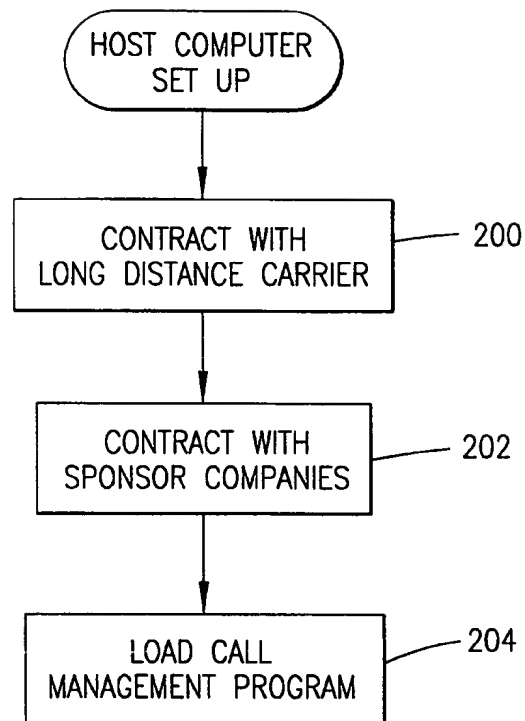 HOST COMPUTER
SET UP
CONTRACT WITH
LONG DISTANCE CARRIER
200
CONTRACT WITH
SPONSOR COMPANIES
202
LOAD CALL
MANAGEMENT PROGRAM
204